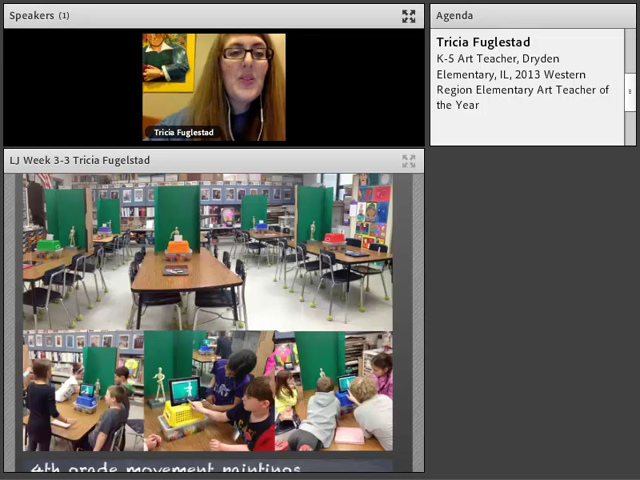 Speakers (1)
Tricia Fuglestad
Agenda
Tricia Fuglestad
K-5 Art Teacher, Dryden
Elementary, IL, 2013 Western
Region Elementary Art Teacher of
the Year
LJ Week 3-3 Tricia Fugelstad
4th grade movement paintings